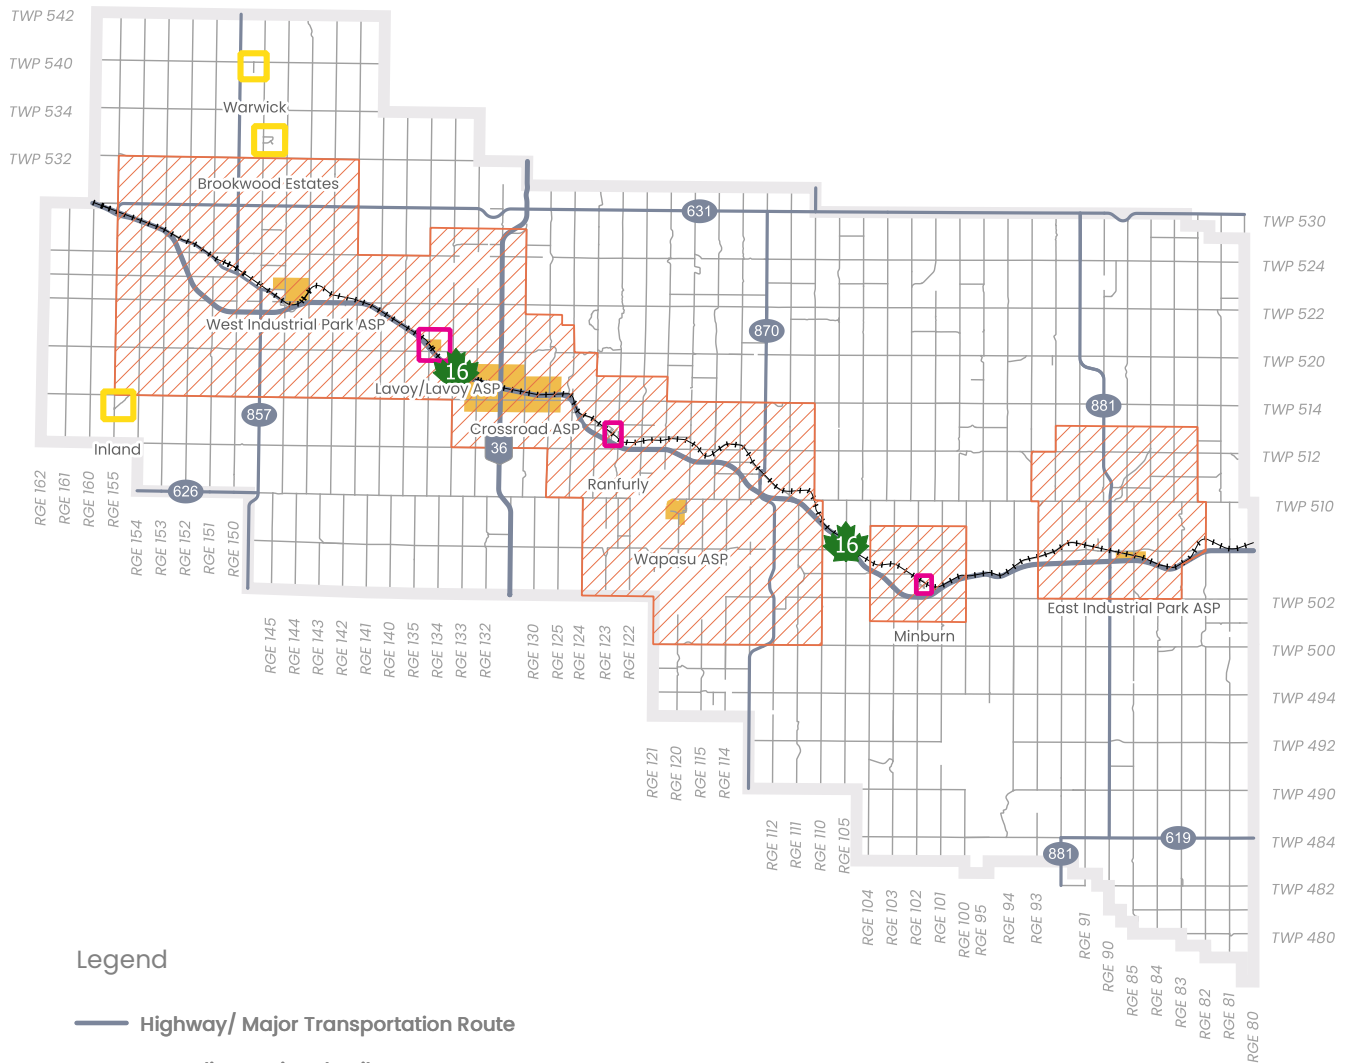 TWP 542
TWP 540
Warwick
TWP 534
TWP 532
Brookwood Estates
631
TWP 530
TWP 524
TWP 522
West Industrial Park ASP
870
TWP 520
16
Lavoy/Lavoy ASP
881
TWP 514
857
Crossroad ASP
36
Inland
TWP 512
Ranfurly
626
TWP 510
RGE 162
RGE 161
RGE 160
RGE 155
RGE 154
RGE 153
RGE 152
RGE 151
RGE 150
16
Wapasu ASP
TWP 502
East Industrial Park ASP
Minburn
TWP 500
RGE 145
RGE 144
RGE 143
RGE 142
RGE 141
RGE 140
RGE 135
RGE 134
RGE 133
RGE 132
RGE 130
RGE 125
RGE 124
RGE 123
RGE 122
TWP 494
TWP 492
RGE 121
RGE 120
RGE 115
RGE 114
TWP 490
RGE 112
RGE 111
RGE 110
RGE 105
619
TWP 484
881
TWP 482
RGE 104
RGE 103
RGE 102
RGE 101
RGE 100
RGE 95
RGE 94
RGE 93
RGE 91
RGE 90
TWP 480
RGE 85
RGE 84
RGE 83
RGE 82
RGE 81
RGE 80
Legend
Highway/ Major Transportation Route